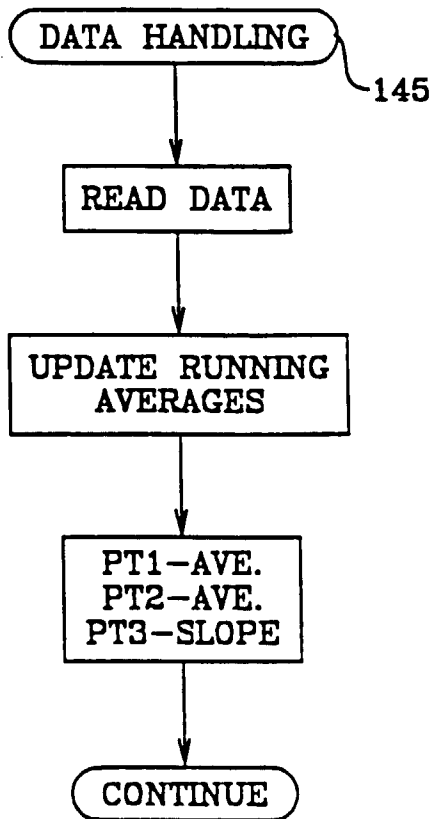 DATA HANDLING
145
READ DATA
UPDATE RUNNING
AVERAGES
PT1-AVE.
PT2-AVE.
PT3-SLOPE
CONTINUE